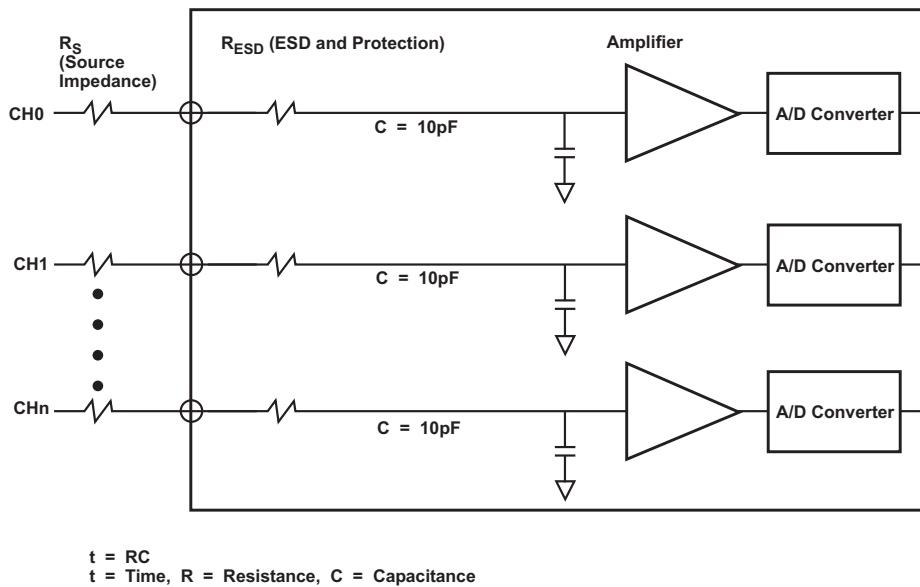 R_S
(Source
Impedance)
R_ESD (ESD and Protection)
Amplifier
CH0
C = 10pF
A/D Converter
CH1
C = 10pF
A/D Converter
CHn
C = 10pF
A/D Converter
t = RC
t = Time, R = Resistance, C = Capacitance